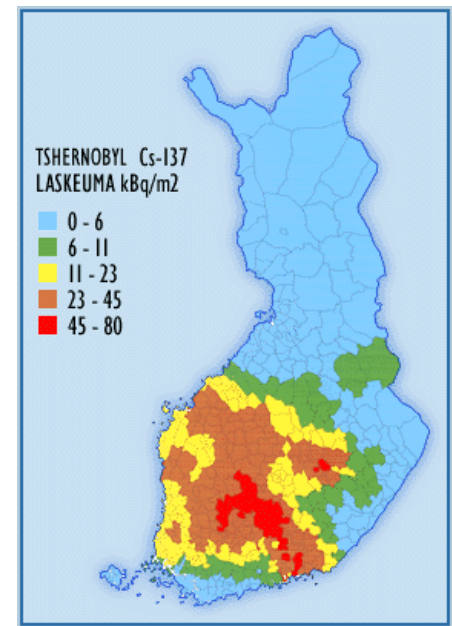 TSHERNOBYL Cs-137
LASKEUMA kBq/m2
0 - 6
6 - 11
11 - 23
23 - 45
45 - 80